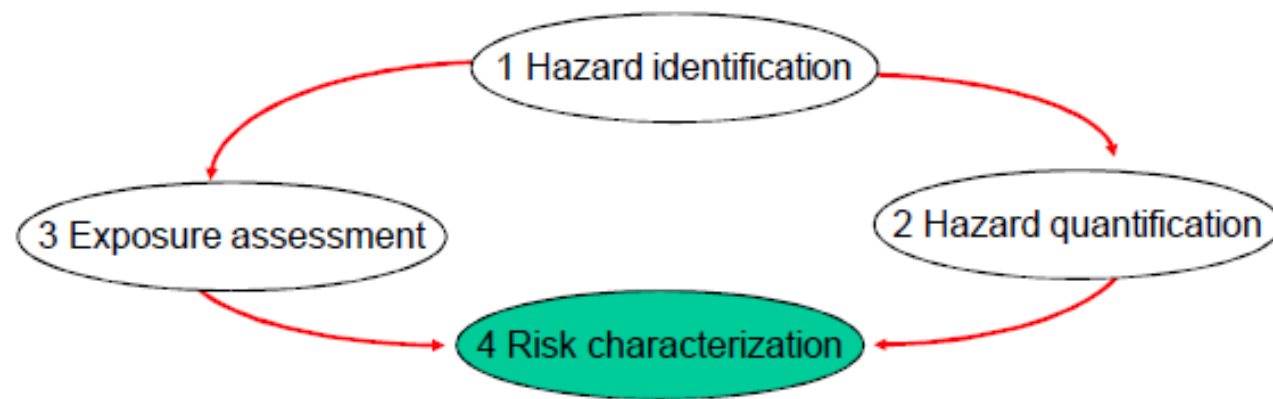 1 Hazard identification
3 Exposure assessment
2 Hazard quantification
4 Risk characterization